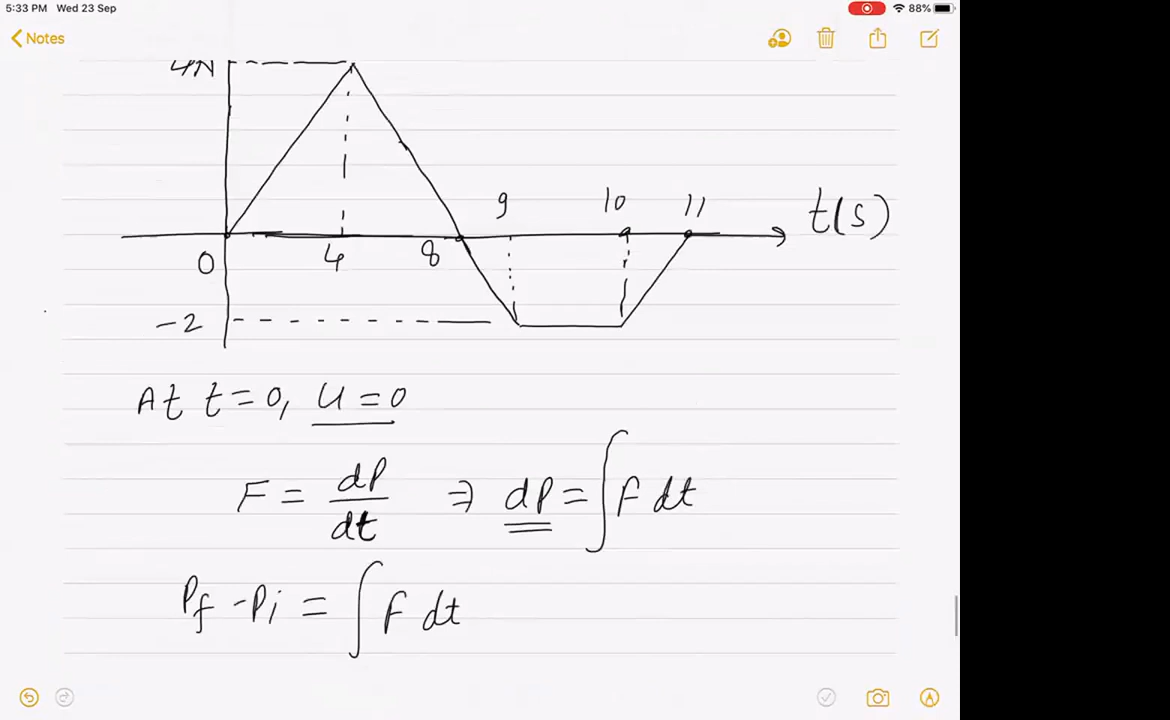 5:33 PM Wed 23 Sep 88%
Notes
4N
9 10 11 t(s)
0 4 8
-2
At t=0, u=0
F = dP/dt ⇒ dP = ∫F dt
Pf - Pi = ∫F dt